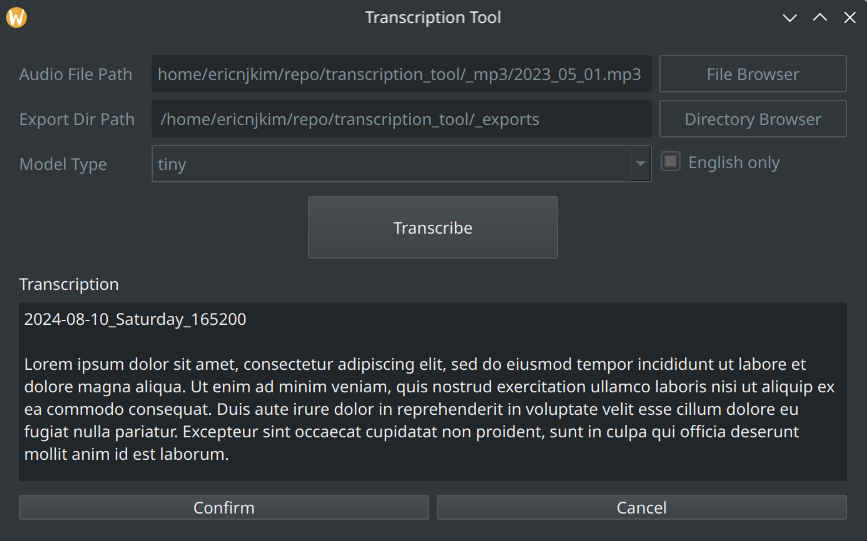 W
Transcription Tool
Audio File Path
home/ericnjkim/repo/transcription_tool/_mp3/2023_05_01.mp3
File Browser
Export Dir Path
/home/ericnjkim/repo/transcription_tool/_exports
Directory Browser
Model Type
tiny
English only
Transcribe
Transcription
2024-08-10_Saturday_165200
Lorem ipsum dolor sit amet, consectetur adipiscing elit, sed do eiusmod tempor incididunt ut labore et
dolore magna aliqua. Ut enim ad minim veniam, quis nostrud exercitation ullamco laboris nisi ut aliquip ex
ea commodo consequat. Duis aute irure dolor in reprehenderit in voluptate velit esse cillum dolore eu
fugiat nulla pariatur. Excepteur sint occaecat cupidatat non proident, sunt in culpa qui officia deserunt
mollit anim id est laborum.
Confirm
Cancel